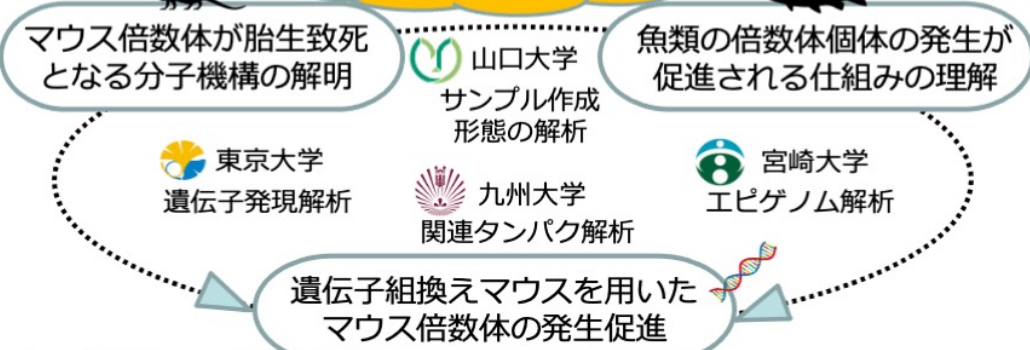 マウス倍数体が胎生致死
となる分子機構の解明
魚類の倍数体個体の発生が
促進される仕組みの理解
山口大学
サンプル作成
形態の解析
東京大学
遺伝子発現解析
九州大学
関連タンパク解析
宮崎大学
エピゲノム解析
遺伝子組換えマウスを用いた
マウス倍数体の発生促進